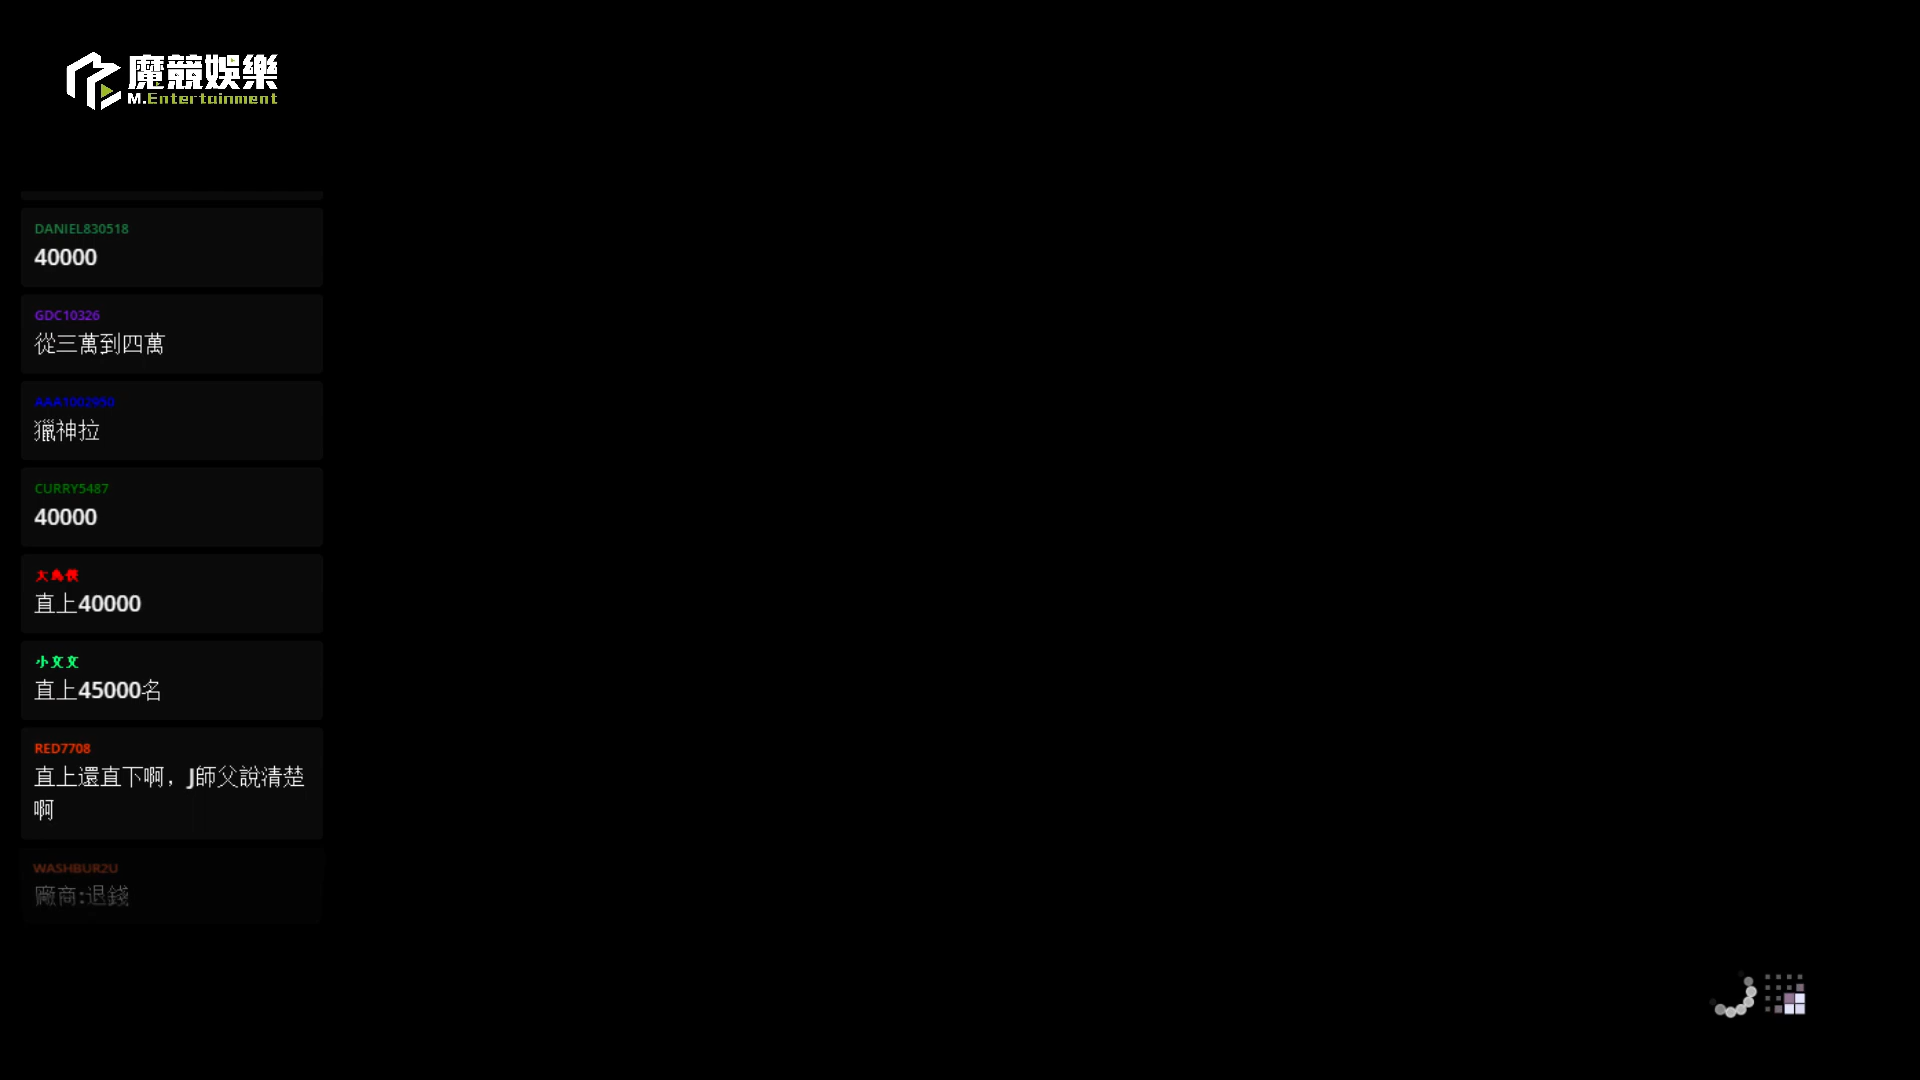 魔競娛樂
M.Entertainment
DANIEL830518
40000
GDC10326
從三萬到四萬
AAA1002950
獵神拉
CURRY5487
40000
大鳥俠
直上40000
小文文
直上45000名
RED7708
直上還直下啊，J師父說清楚
啊
WASHBUR2U
廠商:退錢